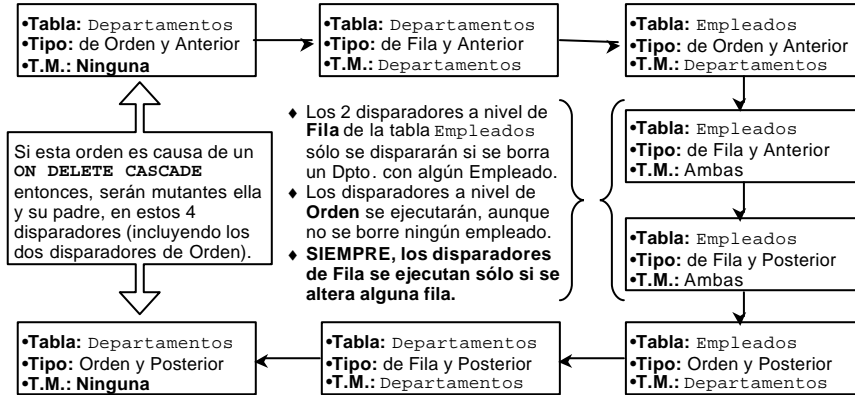 •Tabla: Departamentos
•Tipo: de Orden y Anterior
•T.M.: Ninguna
•Tabla: Departamentos
•Tipo: de Fila y Anterior
•T.M.: Departamentos
•Tabla: Empleados
•Tipo: de Orden y Anterior
•T.M.: Departamentos
Si esta orden es causa de un
ON DELETE CASCADE
entonces, serán mutantes ella
y su padre, en estos 4
disparadores (incluyendo los
dos disparadores de Orden).
♦ Los 2 disparadores a nivel de
Fila de la tabla Empleados
sólo se dispararán si se borra
un Dpto. con algún Empleado.
♦ Los disparadores a nivel de
Orden se ejecutarán, aunque
no se borre ningún empleado.
♦ SIEMPRE, los disparadores
de Fila se ejecutan sólo si se
altera alguna fila.
•Tabla: Empleados
•Tipo: de Fila y Anterior
•T.M.: Ambas
•Tabla: Empleados
•Tipo: de Fila y Posterior
•T.M.: Ambas
•Tabla: Departamentos
•Tipo: Orden y Posterior
•T.M.: Ninguna
•Tabla: Departamentos
•Tipo: de Fila y Posterior
•T.M.: Departamentos
•Tabla: Empleados
•Tipo: Orden y Posterior
•T.M.: Departamentos